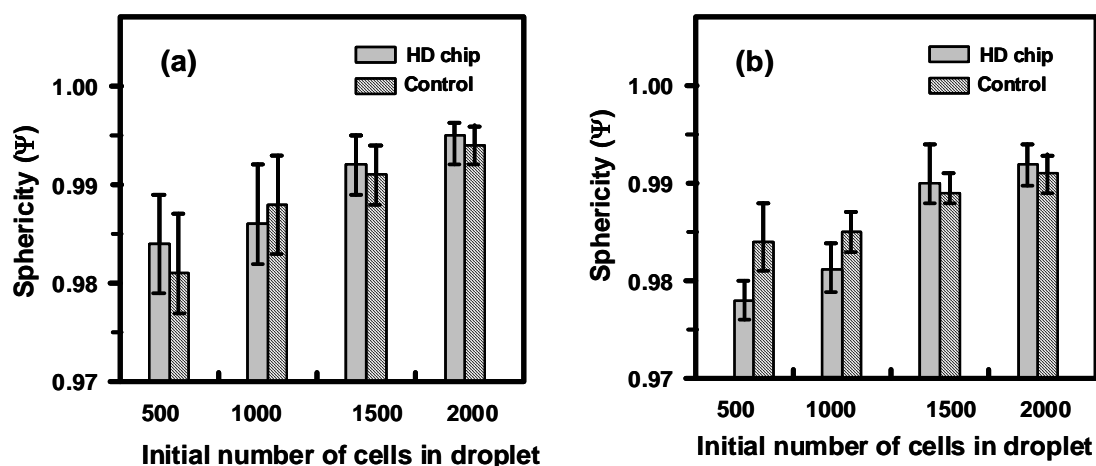 (a)
HD chip
Control
Sphericity (Ψ)
1.00
0.99
0.98
0.97
500 1000 1500 2000
Initial number of cells in droplet
(b)
HD chip
Control
Sphericity (Ψ)
1.00
0.99
0.98
0.97
500 1000 1500 2000
Initial number of cells in droplet